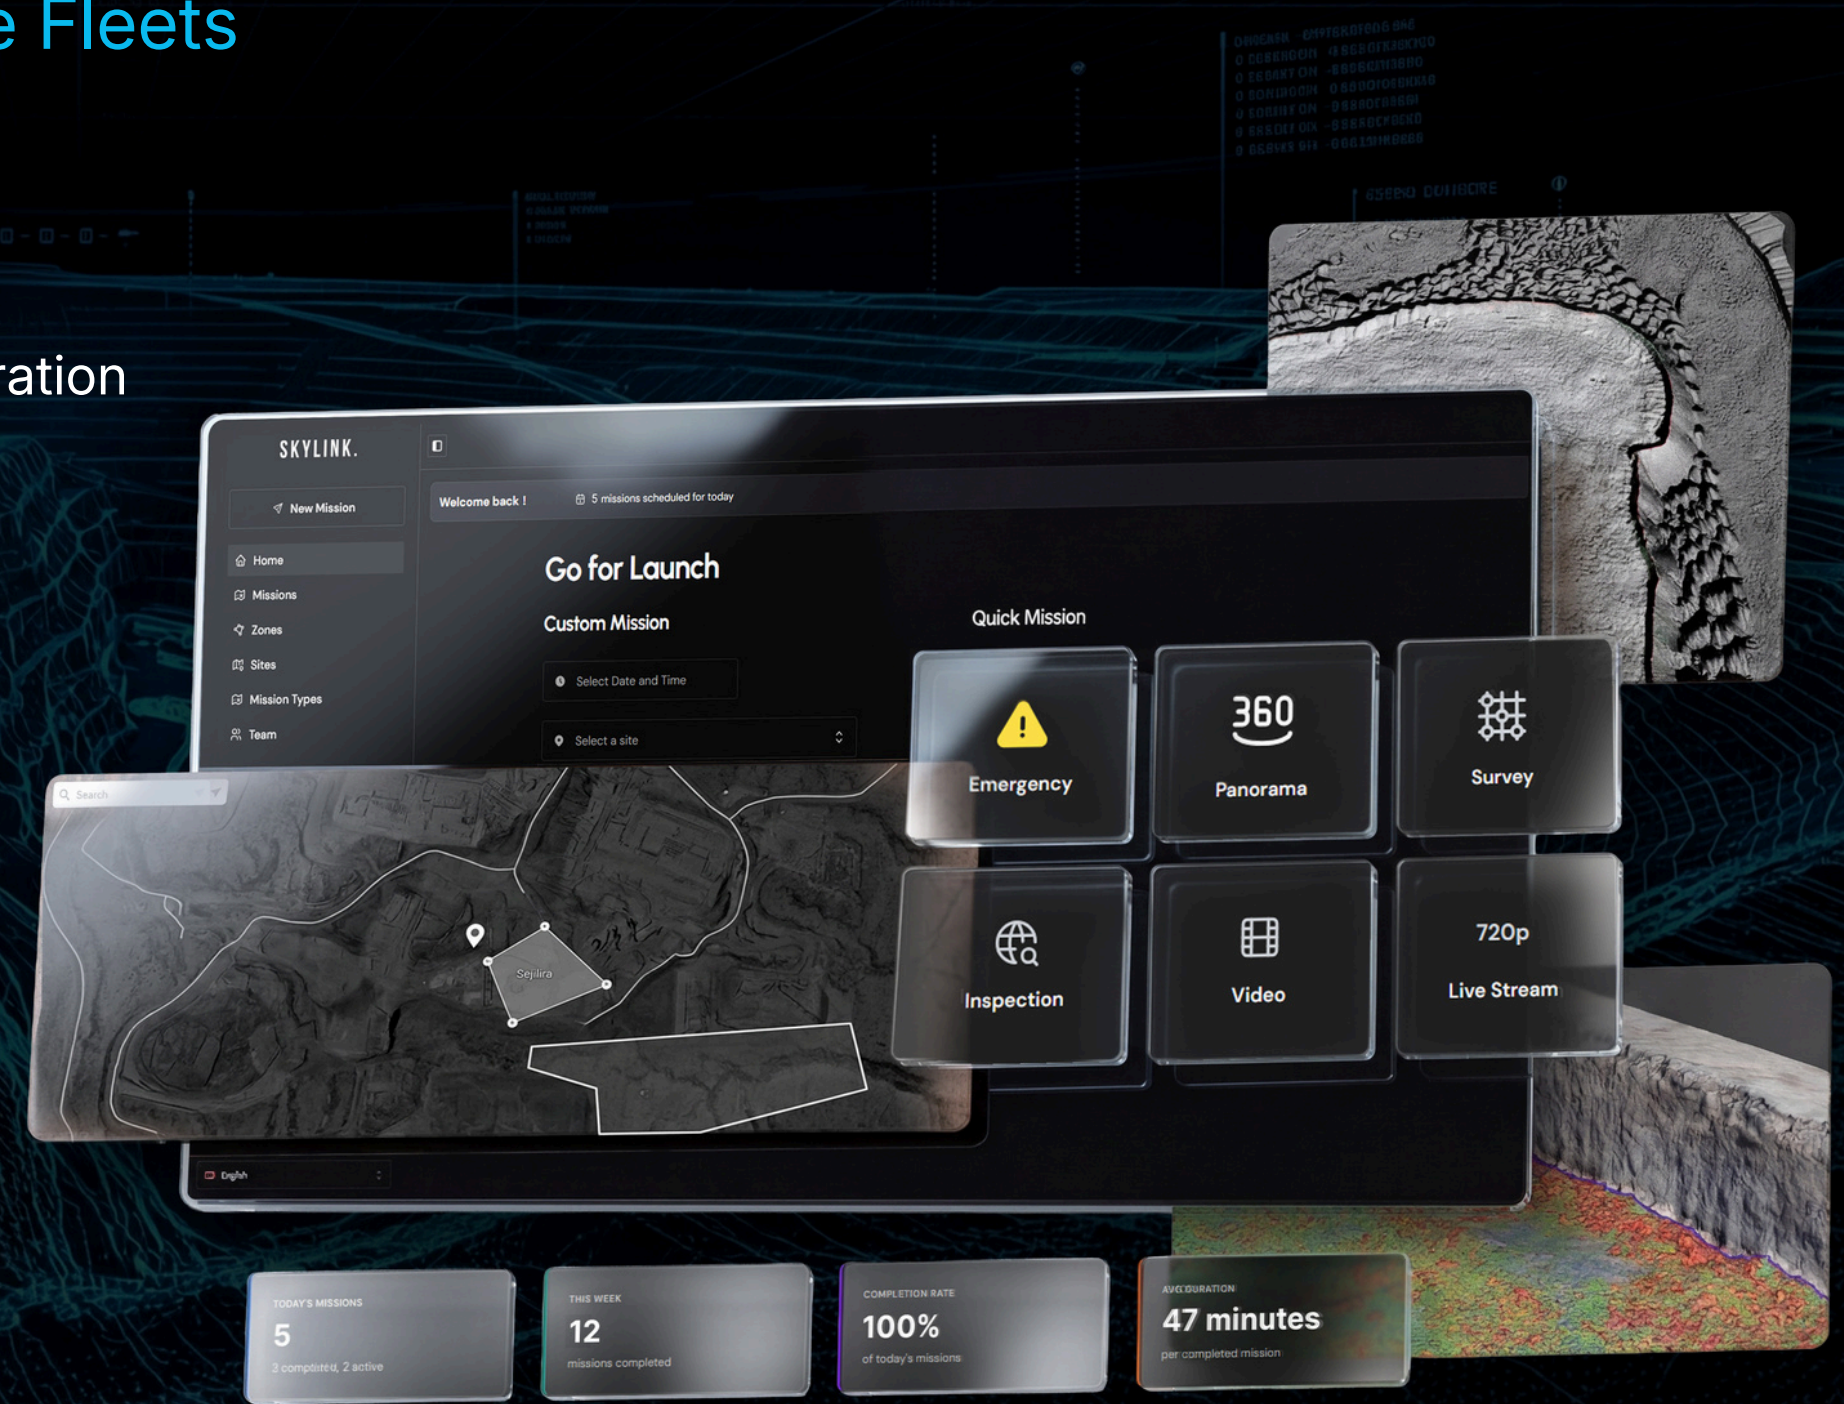 e Fleets
ration
SKYLINK.
New Mission
Home
Missions
Zones
Sites
Mission Types
Team
Welcome back !
5 missions scheduled for today
Go for Launch
Custom Mission
Select Date and Time
Select a site
Quick Mission
Emergency
360
Panorama
Survey
Inspection
Video
720p
Live Stream
Search
Sejilira
English
TODAY'S MISSIONS
5
3 completed, 2 active
THIS WEEK
12
missions completed
COMPLETION RATE
100%
of today's missions
AVG DURATION
47 minutes
per completed mission